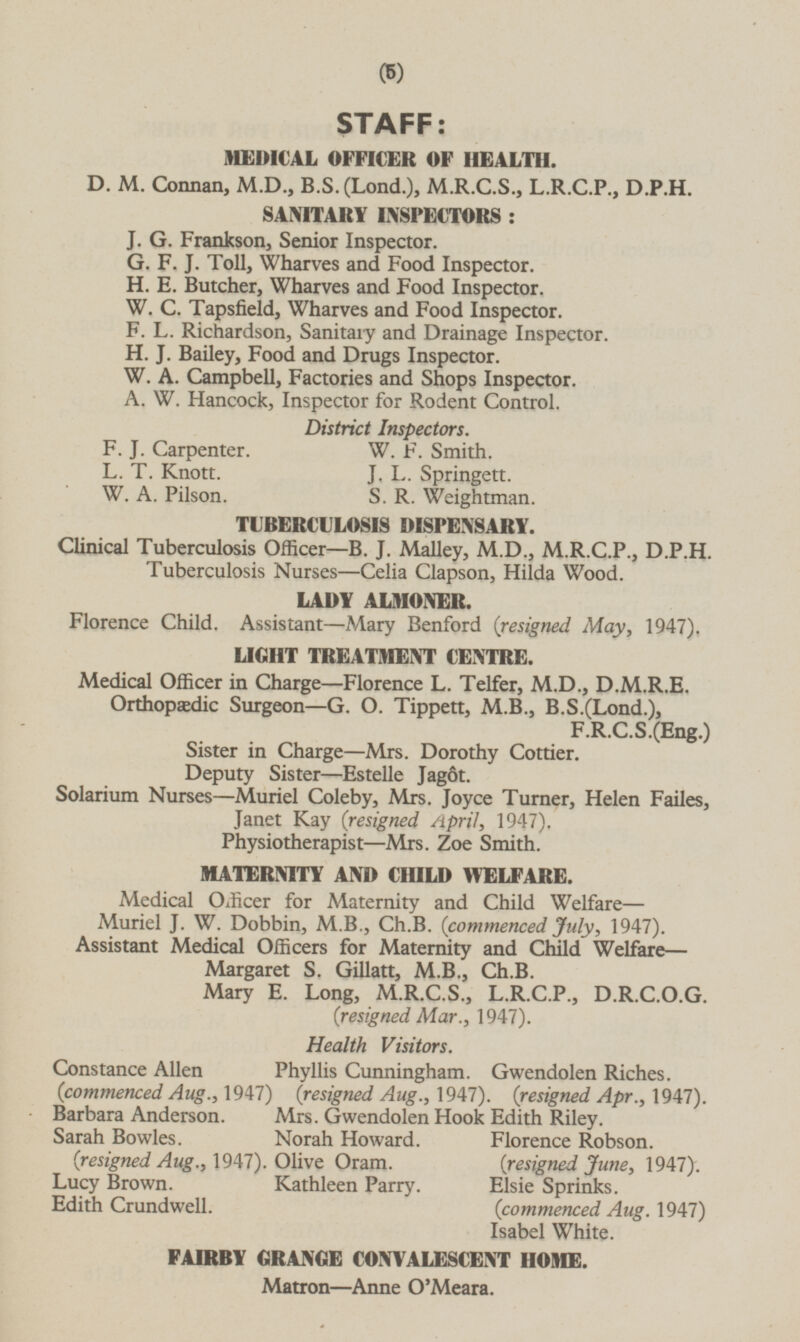 (5)
STAFF:
MEDICAL OFFICER OF HEALTH.
D. M. Connan, M.D., B.S. (Lond.), M.R.C.S., L.R.C.P., D.P.H.
SANITARY INSPECTORS :
J. G. Frankson, Senior Inspector.
G. F. J. Toll, Wharves and Food Inspector.
H. E. Butcher, Wharves and Food Inspector.
W. C. Tapsfield, Wharves and Food Inspector.
F. L. Richardson, Sanitary and Drainage Inspector.
H. J. Bailey, Food and Drugs Inspector.
W. A. Campbell, Factories and Shops Inspector.
A. W. Hancock, Inspector for Rodent Control.
District Inspectors.
F. J. Carpenter. W. F. Smith.
L. T. Knott. J. L. Springett.
W. A. Pilson. S. R. Weightman.
TUBERCULOSIS DISPENSARY.
Clinical Tuberculosis Officer—B. J. Malley, M.D., M.R.C.P., D.P.H.
Tuberculosis Nurses—Celia Clapson, Hilda Wood.
LADY ALMONER.
Florence Child. Assistant—Mary Benford (resigned May, 1947).
LIGHT TREATMENT CENTRE.
Medical Officer in Charge—Florence L. Telfer, M.D., D.M.R.E.
Orthopædic Surgeon—G. O. Tippett, M.B., B.S.(Lond.),
F.R.C.S.(Eng.)
Sister in Charge—Mrs. Dorothy Cottier.
Deputy Sister—Estelle Jagôt.
Solarium Nurses—Muriel Coleby, Mrs. Joyce Turner, Helen Failes,
Janet Kay (resigned April, 1947).
Physiotherapist—Mrs. Zoe Smith.
MATERNITY AND CHILD WELFARE.
Medical Officer for Maternity and Child Welfare—
Muriel J. W. Dobbin, M.B., Ch.B. (commenced July, 1947).
Assistant Medical Officers for Maternity and Child Welfare—
Margaret S. Gillatt, M.B., Ch.B.
Mary E. Long, M.R.C.S., L.R.C.P., D.R.C.O.G.
(resigned Mar., 1947).
Health Visitors.
Constance Allen Phyllis Cunningham. Gwendolen Riches.
(commenced Aug., 1947) (resigned Aug., 1947). (resigned Apr., 1947).
Barbara Anderson. Mrs. Gwendolen Hook Edith Riley.
Sarah Bowles. Norah Howard. Florence Robson.
(resigned Aug., 1947). Olive Oram. (resigned June, 1947).
Lucy Brown. Kathleen Parry. Elsie Sprinks.
Edith Crundwell. (commenced Aug. 1947)
Isabel White.
FAIRBY GRANGE CONVALESCENT HOME.
Matron—Anne O'Meara.